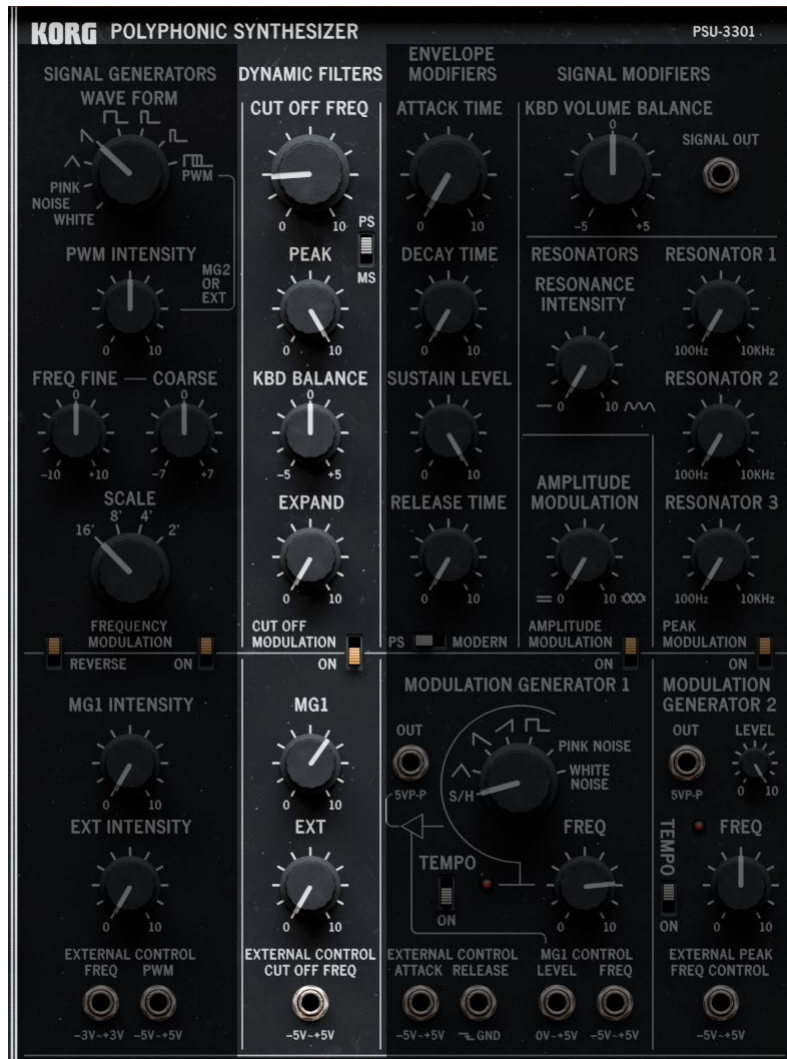 KORG POLYPHONIC SYNTHESIZER PSU-3301
SIGNAL GENERATORS
WAVE FORM
PWM
PINK
NOISE
WHITE
PWM INTENSITY
MG2
OR
EXT
0 10
FREQ FINE COARSE
0 0
-10 +10 -7 +7
SCALE
16' 8' 4' 2'
FREQUENCY
MODULATION
REVERSE ON
MG1 INTENSITY
0 10
EXT INTENSITY
0 10
EXTERNAL CONTROL
FREQ PWM
-3V~+3V -5V~+5V
DYNAMIC FILTERS
CUT OFF FREQ
0 10
PS
MS
PEAK
0 10
KBD BALANCE
0
-5 +5
EXPAND
0 10
CUT OFF
MODULATION
ON
MG1
0 10
EXT
0 10
EXTERNAL CONTROL
CUT OFF FREQ
-5V~+5V
ENVELOPE
MODIFIERS
ATTACK TIME
0 10
DECAY TIME
0 10
SUSTAIN LEVEL
0 10
RELEASE TIME
0 10
PS MODERN
SIGNAL MODIFIERS
KBD VOLUME BALANCE
0
-5 +5
SIGNAL OUT
RESONATORS
RESONANCE
INTENSITY
0 10
AMPLITUDE
MODULATION
0 10
AMPLITUDE
MODULATION
ON
RESONATOR 1
100Hz 10KHz
RESONATOR 2
100Hz 10KHz
RESONATOR 3
100Hz 10KHz
PEAK
MODULATION
ON
MODULATION GENERATOR 1
OUT
5VP-P
S/H
PINK NOISE
WHITE
NOISE
TEMPO
ON
FREQ
0 10
EXTERNAL CONTROL
ATTACK RELEASE
-5V~+5V GND
MG1 CONTROL
LEVEL FREQ
0V~+5V -5V~+5V
MODULATION
GENERATOR 2
OUT
5VP-P
LEVEL
0 10
TEMPO
ON
FREQ
0 10
EXTERNAL PEAK
FREQ CONTROL
-5V~+5V